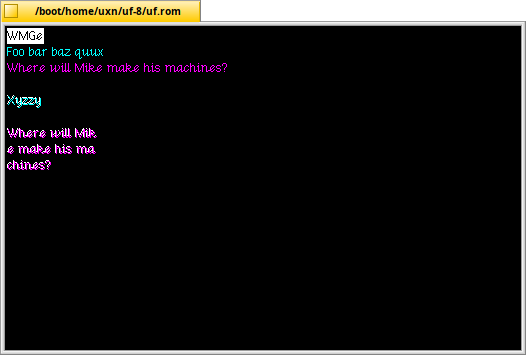 /boot/home/uxn/uf-8/uf.rom
WMGe
Foo bar baz quux
Where will Mike make his machines?
Xyzzy
Where will Mik
e make his ma
chines?